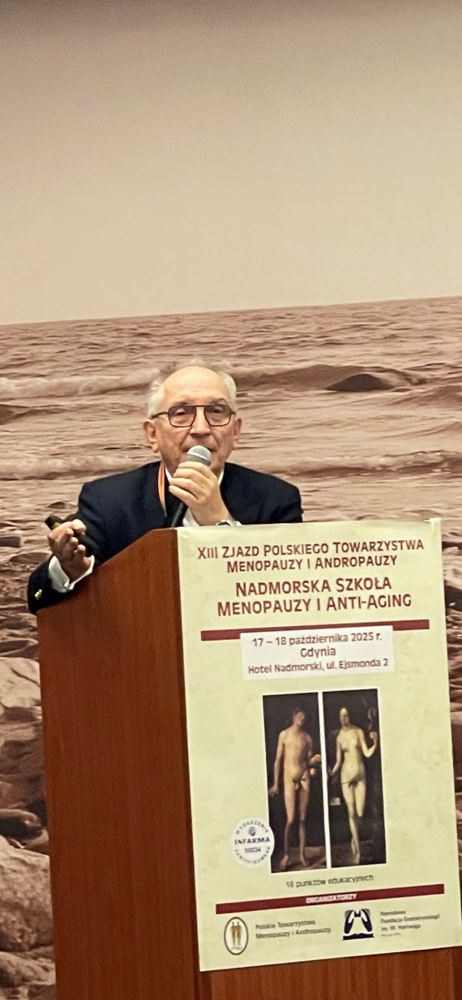 XIII ZJAZD POLSKIEGO TOWARZYSTWA
MENOPAUZY I ANDROPAUZY
NADMORSKA SZKOŁA
MENOPAUZY I ANTI-AGING
17 – 18 października 2025 r.
Gdynia
Hotel Nadmorski, ul. Ejsmonda 2
WYDARZENIE
INFARMA
10034
CERTYFIKOWANE
16 punktów edukacyjnych
ORGANIZATORZY
Polskie Towarzystwo
Menopauzy i Andropauzy
Narodowa
Fundacja Endokrynologii
im. W. Hartwiga